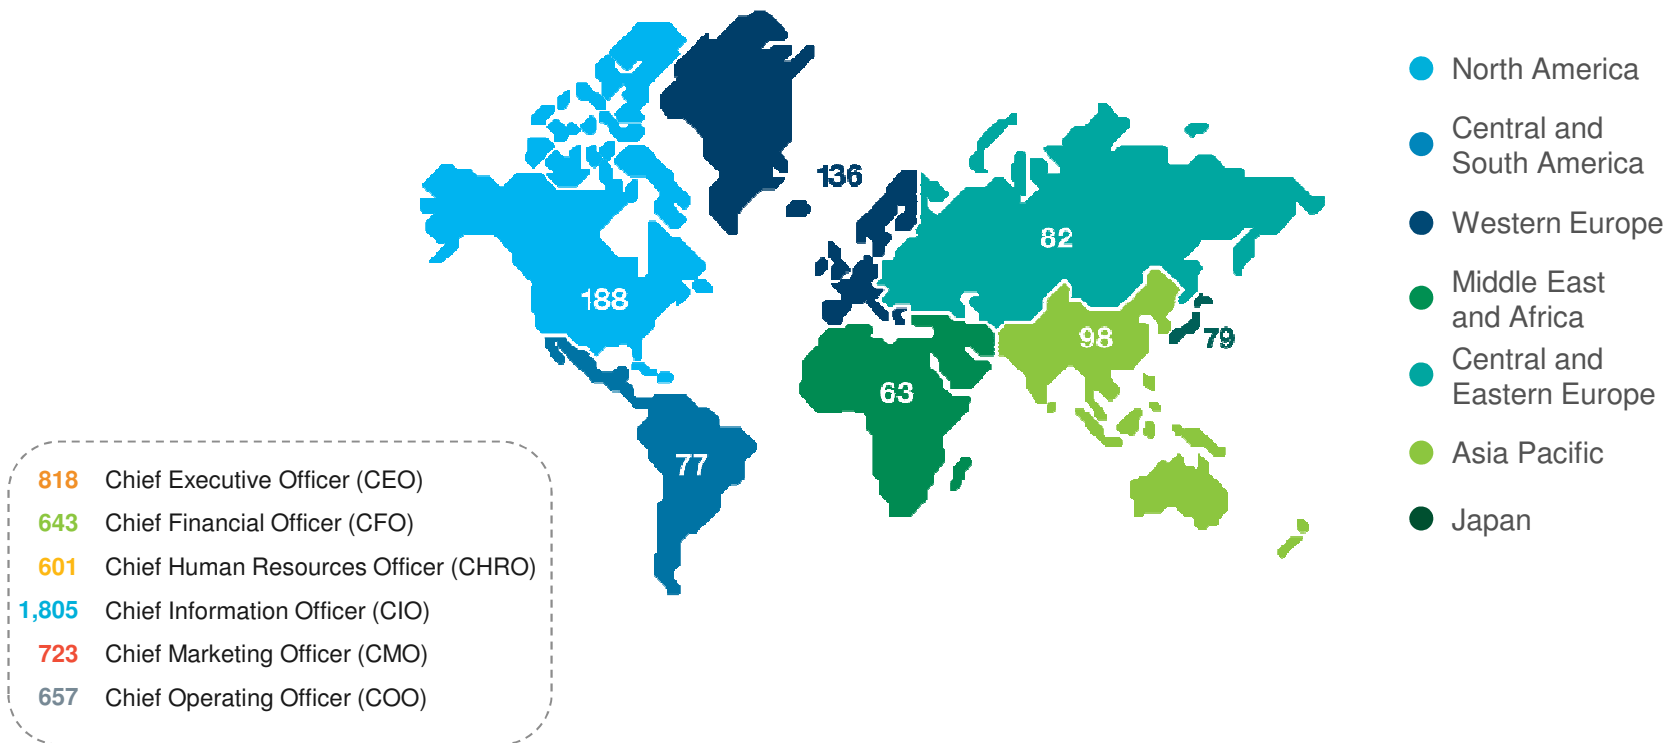 136
82
188
98
79
63
77
North America
Central and
South America
Western Europe
Middle East
and Africa
Central and
Eastern Europe
Asia Pacific
Japan
818 Chief Executive Officer (CEO)
643 Chief Financial Officer (CFO)
601 Chief Human Resources Officer (CHRO)
1,805 Chief Information Officer (CIO)
723 Chief Marketing Officer (CMO)
657 Chief Operating Officer (COO)